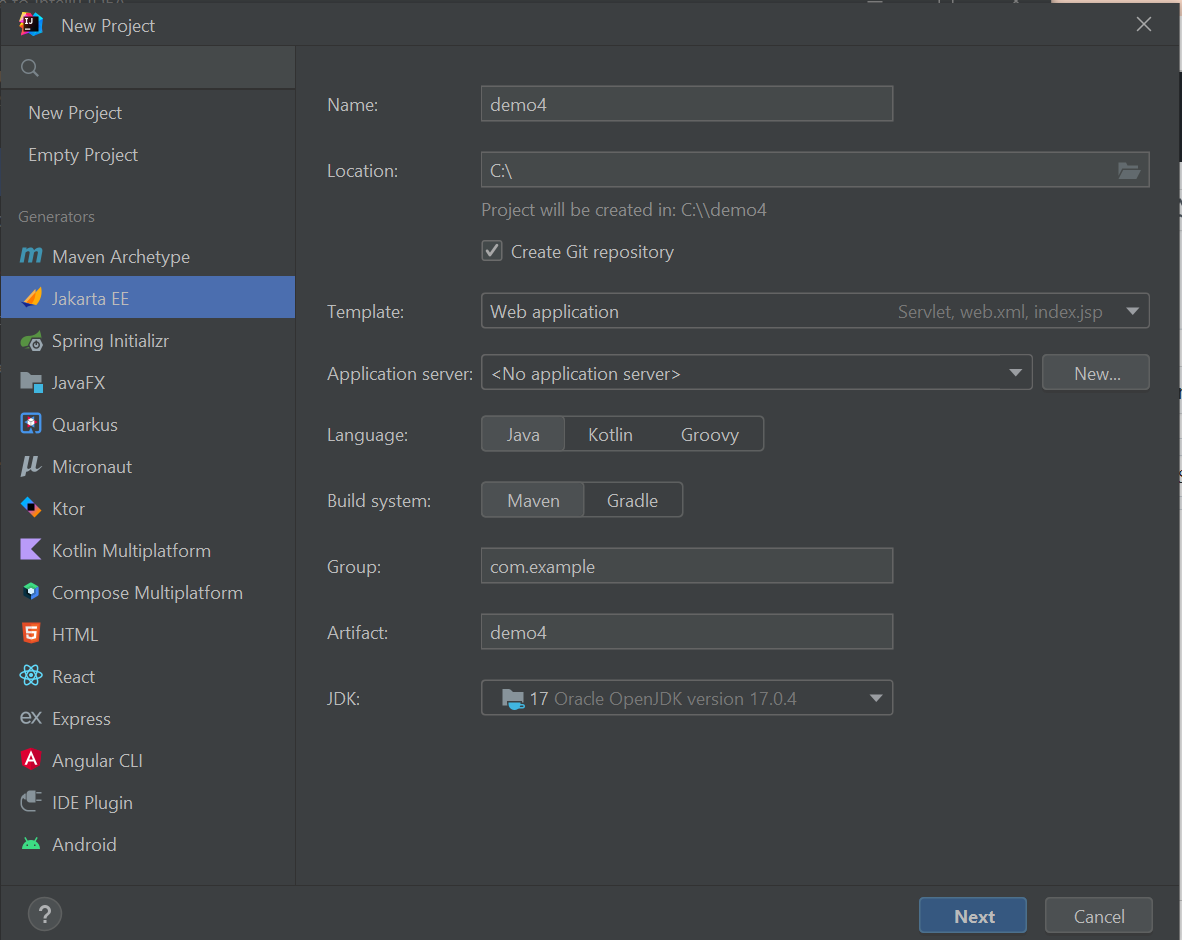 New Project
New Project
Empty Project
Generators
Maven Archetype
Jakarta EE
Spring Initializr
JavaFX
Quarkus
Micronaut
Ktor
Kotlin Multiplatform
Compose Multiplatform
HTML
React
Express
Angular CLI
IDE Plugin
Android
Name: demo4
Location: C:\
Project will be created in: C:\\demo4
Create Git repository
Template: Web application Servlet, web.xml, index.jsp
Application server: <No application server> New...
Language: Java Kotlin Groovy
Build system: Maven Gradle
Group: com.example
Artifact: demo4
JDK: 17 Oracle OpenJDK version 17.0.4
? Next Cancel